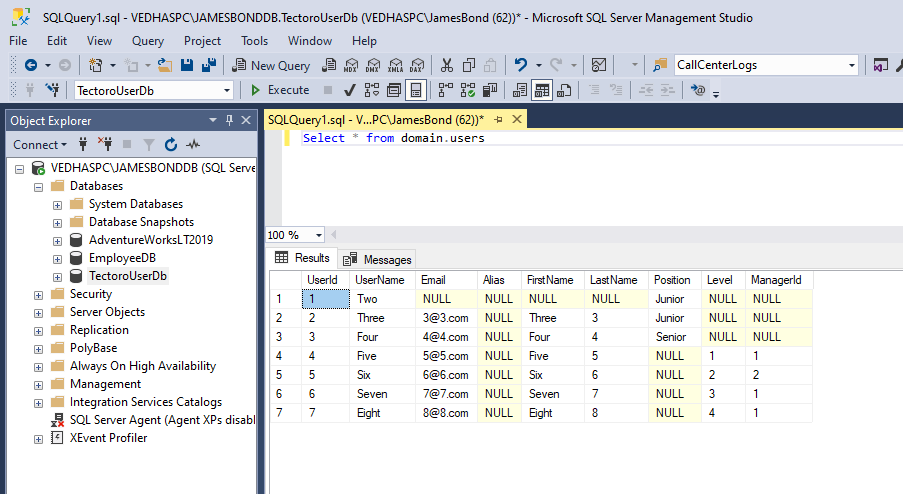 SQLQuery1.sql - VEDHASPC\JAMESBONDDB.TectoroUserDb (VEDHASPC\JamesBond (62))* - Microsoft SQL Server Management Studio
File Edit View Query Project Tools Window Help
New Query MDX DMX XMLA DAX CallCenterLogs
TectoroUserDb Execute
Object Explorer
Connect
VEDHASPC\JAMESBONDDB (SQL Serve
Databases
System Databases
Database Snapshots
AdventureWorksLT2019
EmployeeDB
TectoroUserDb
Security
Server Objects
Replication
PolyBase
Always On High Availability
Management
Integration Services Catalogs
SQL Server Agent (Agent XPs disabl
XEvent Profiler
SQLQuery1.sql - V...PC\JamesBond (62))*
Select * from domain.users
100 %
Results Messages
UserId UserName Email Alias FirstName LastName Position Level ManagerId
1 1 Two NULL NULL NULL NULL Junior NULL NULL
2 2 Three 3@3.com NULL Three 3 Junior NULL NULL
3 3 Four 4@4.com NULL Four 4 Senior NULL NULL
4 4 Five 5@5.com NULL Five 5 NULL 1 1
5 5 Six 6@6.com NULL Six 6 NULL 2 2
6 6 Seven 7@7.com NULL Seven 7 NULL 3 1
7 7 Eight 8@8.com NULL Eight 8 NULL 4 1